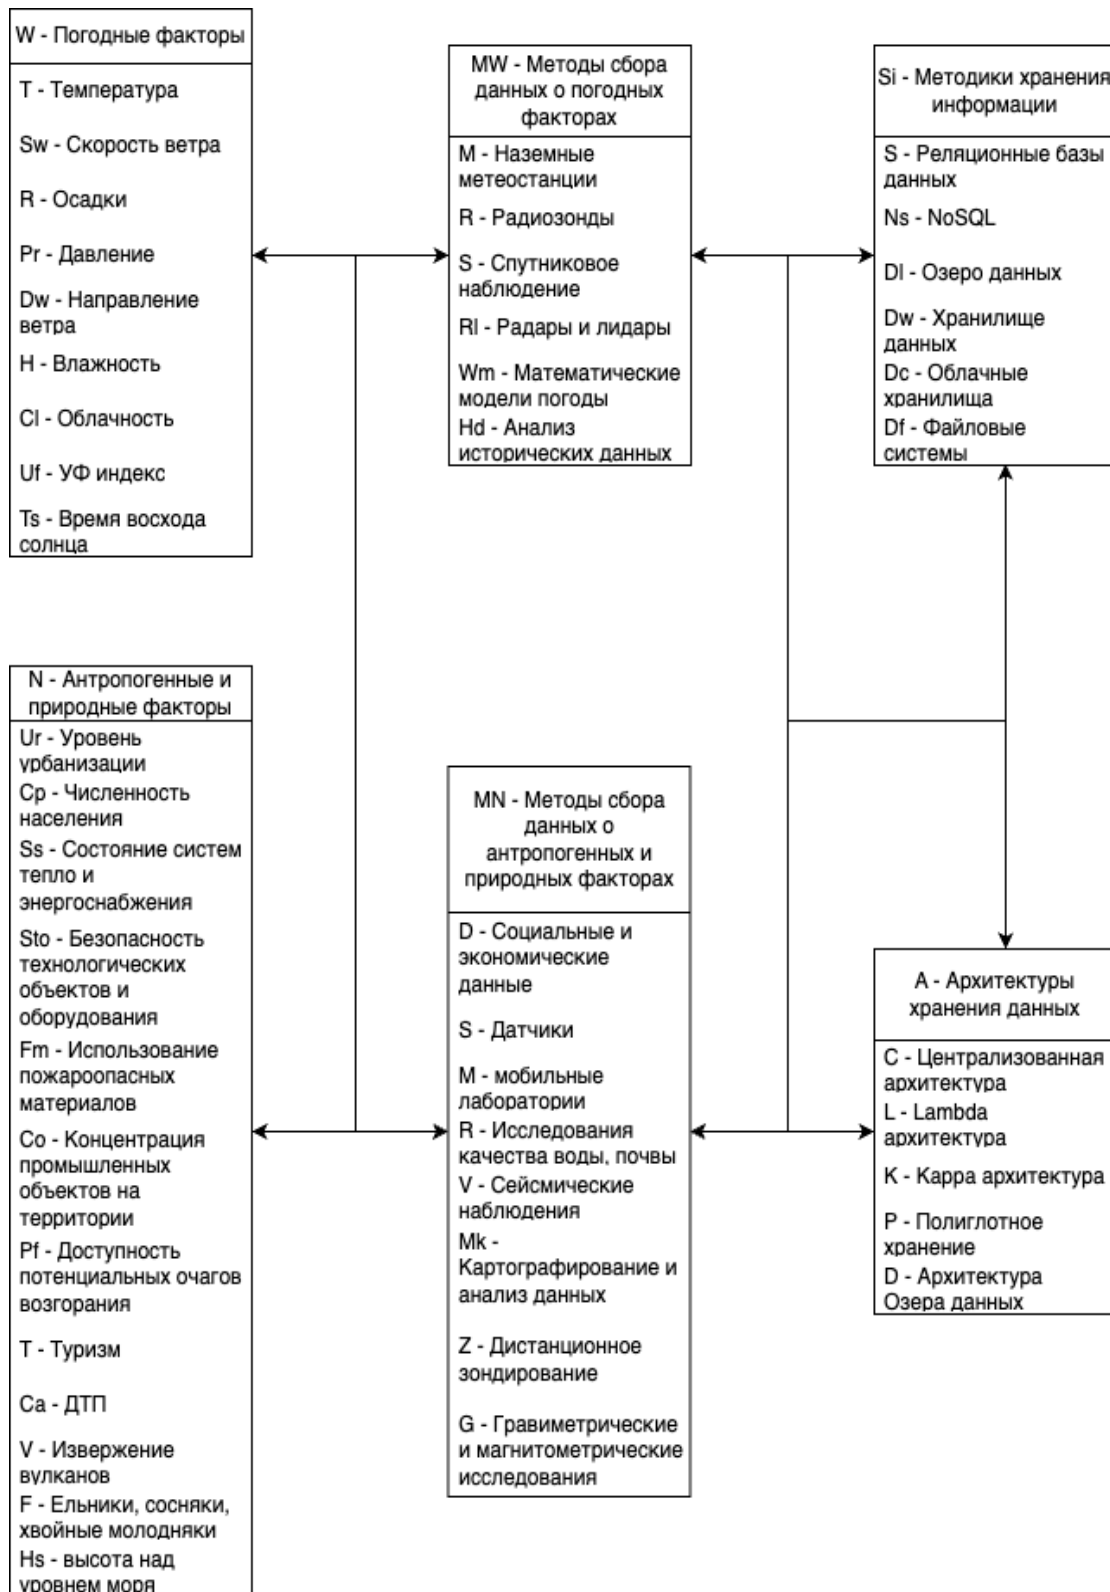 W - Погодные факторы
T - Температура
Sw - Скорость ветра
R - Осадки
Pr - Давление
Dw - Направление
ветра
H - Влажность
Cl - Облачность
Uf - УФ индекс
Ts - Время восхода
солнца
MW - Методы сбора
данных о погодных
факторах
M - Наземные
метеостанции
R - Радиозонды
S - Спутниковое
наблюдение
Rl - Радары и лидары
Wm - Математические
модели погоды
Hd - Анализ
исторических данных
Si - Методики хранения
информации
S - Реляционные базы
данных
Ns - NoSQL
Dl - Озеро данных
Dw - Хранилище
данных
Dc - Облачные
хранилища
Df - Файловые
системы
N - Антропогенные и
природные факторы
Ur - Уровень
урбанизации
Cp - Численность
населения
Ss - Состояние систем
тепло и
энергоснабжения
Sto - Безопасность
технологических
объектов и
оборудования
Fm - Использование
пожароопасных
материалов
Co - Концентрация
промышленных
объектов на
территории
Pf - Доступность
потенциальных очагов
возгорания
T - Туризм
Ca - ДТП
V - Извержение
вулканов
F - Ельники, сосняки,
хвойные молодняки
Hs - высота над
уровнем моря
MN - Методы сбора
данных о
антропогенных и
природных факторах
D - Социальные и
экономические
данные
S - Датчики
M - мобильные
лаборатории
R - Исследования
качества воды, почвы
V - Сейсмические
наблюдения
Mk -
Картографирование и
анализ данных
Z - Дистанционное
зондирование
G - Гравиметрические
и магнитометрические
исследования
A - Архитектуры
хранения данных
C - Централизованная
архитектура
L - Lambda
архитектура
K - Kappa архитектура
P - Полиглотное
хранение
D - Архитектура
Озера данных